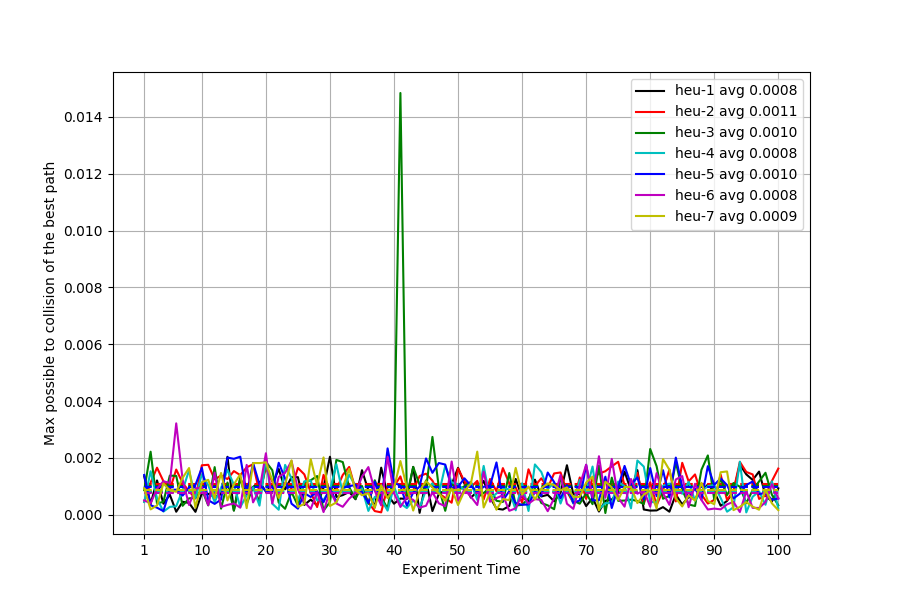 heu-1 avg 0.0008
heu-2 avg 0.0011
heu-3 avg 0.0010
heu-4 avg 0.0008
heu-5 avg 0.0010
heu-6 avg 0.0008
heu-7 avg 0.0009
Max possible to collision of the best path
0.014
0.012
0.010
0.008
0.006
0.004
0.002
0.000
1 10 20 30 40 50 60 70 80 90 100
Experiment Time